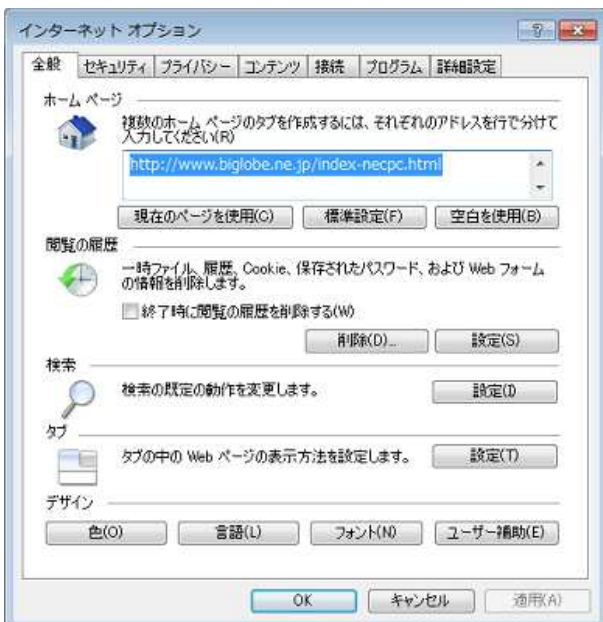 インターネット オプション
全般 セキュリティ プライバシー コンテンツ 接続 プログラム 詳細設定
ホーム ページ
複数のホーム ページのタブを作成するには、それぞれのアドレスを行で分けて
入力してください(R)
http://www.biglobe.ne.jp/index-necpc.html
現在のページを使用(C) 標準設定(F) 空白を使用(B)
閲覧の履歴
一時ファイル、履歴、Cookie、保存されたパスワード、および Web フォーム
の情報を削除します。
終了時に閲覧の履歴を削除する(W)
削除(D)... 設定(S)
検索
検索の既定の動作を変更します。
設定(I)
タブ
タブの中の Web ページの表示方法を設定します。
設定(T)
デザイン
色(O) 言語(L) フォント(N) ユーザー補助(E)
OK キャンセル 適用(A)